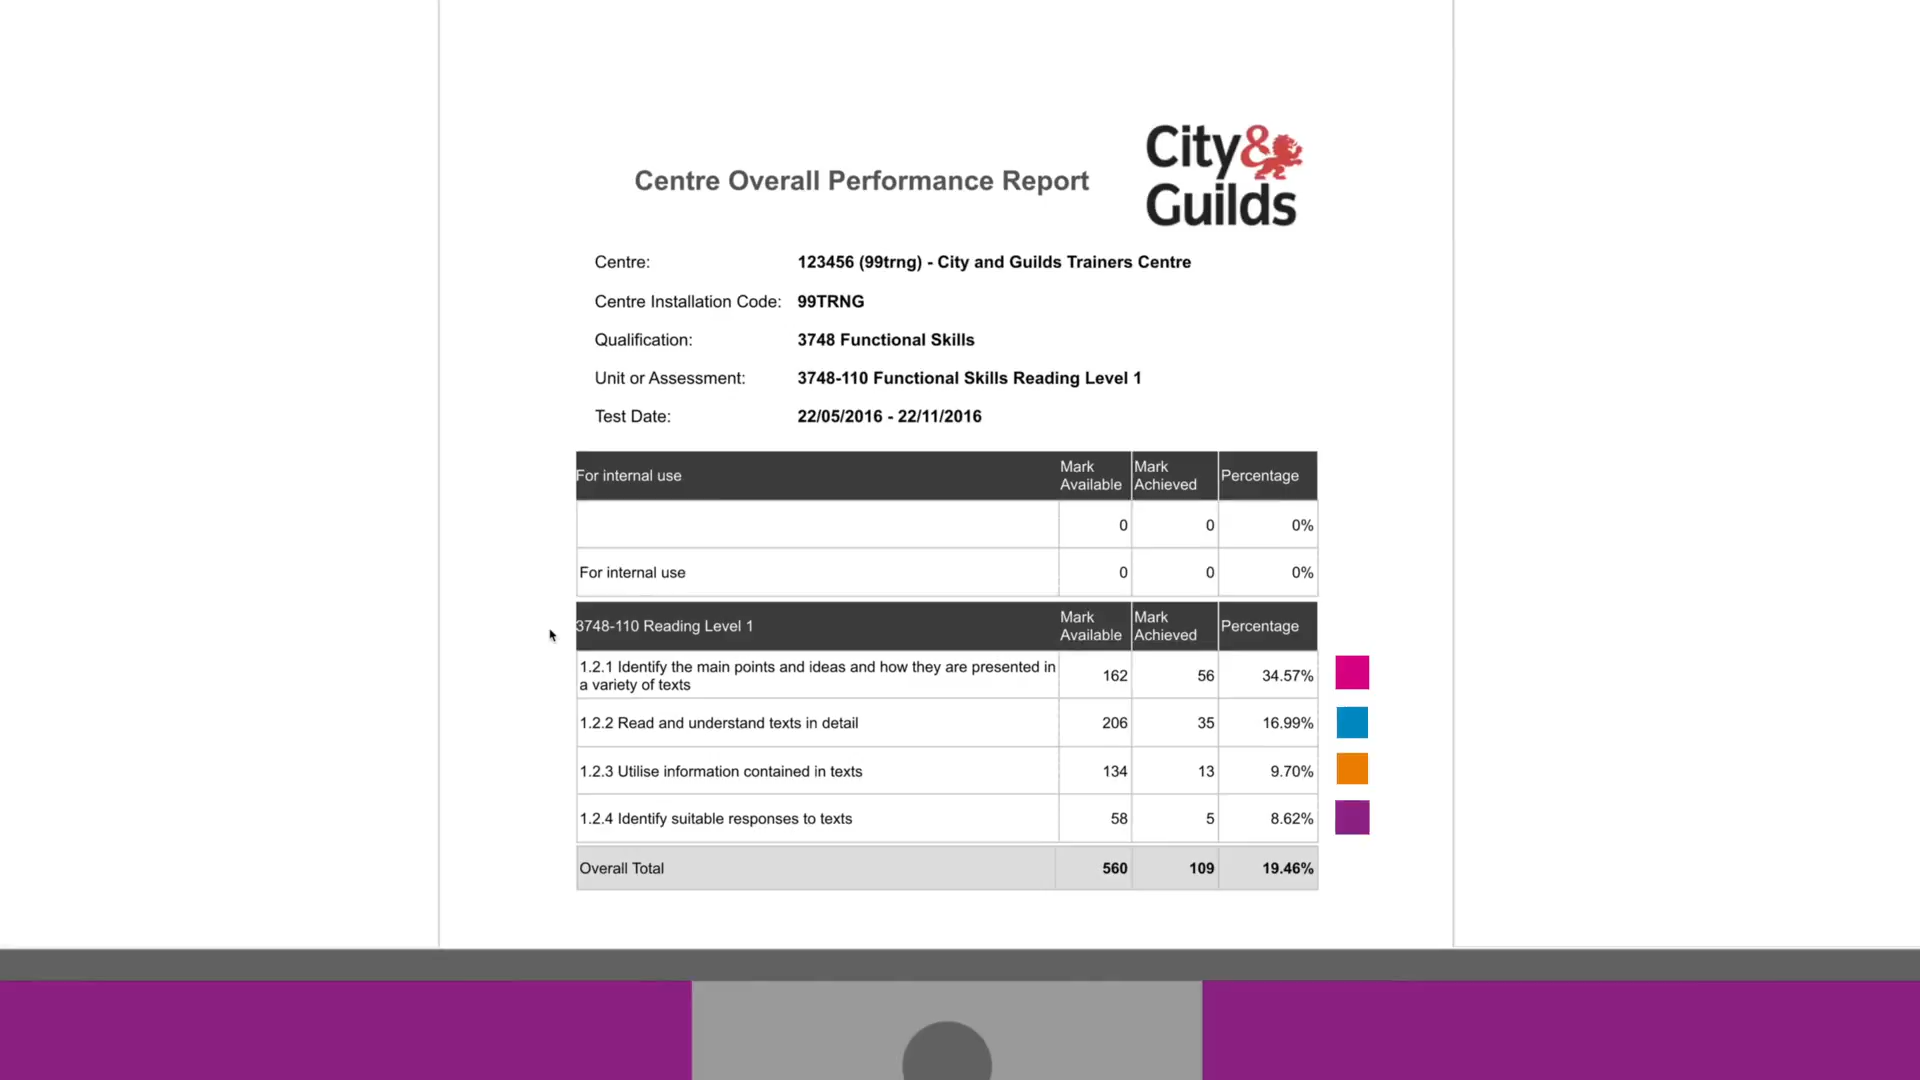 City&
Guilds
Centre Overall Performance Report
Centre: 123456 (99trng) - City and Guilds Trainers Centre
Centre Installation Code: 99TRNG
Qualification: 3748 Functional Skills
Unit or Assessment: 3748-110 Functional Skills Reading Level 1
Test Date: 22/05/2016 - 22/11/2016
For internal use Mark Available Mark Achieved Percentage
0 0 0%
For internal use 0 0 0%
3748-110 Reading Level 1 Mark Available Mark Achieved Percentage
1.2.1 Identify the main points and ideas and how they are presented in
a variety of texts 162 56 34.57%
1.2.2 Read and understand texts in detail 206 35 16.99%
1.2.3 Utilise information contained in texts 134 13 9.70%
1.2.4 Identify suitable responses to texts 58 5 8.62%
Overall Total 560 109 19.46%